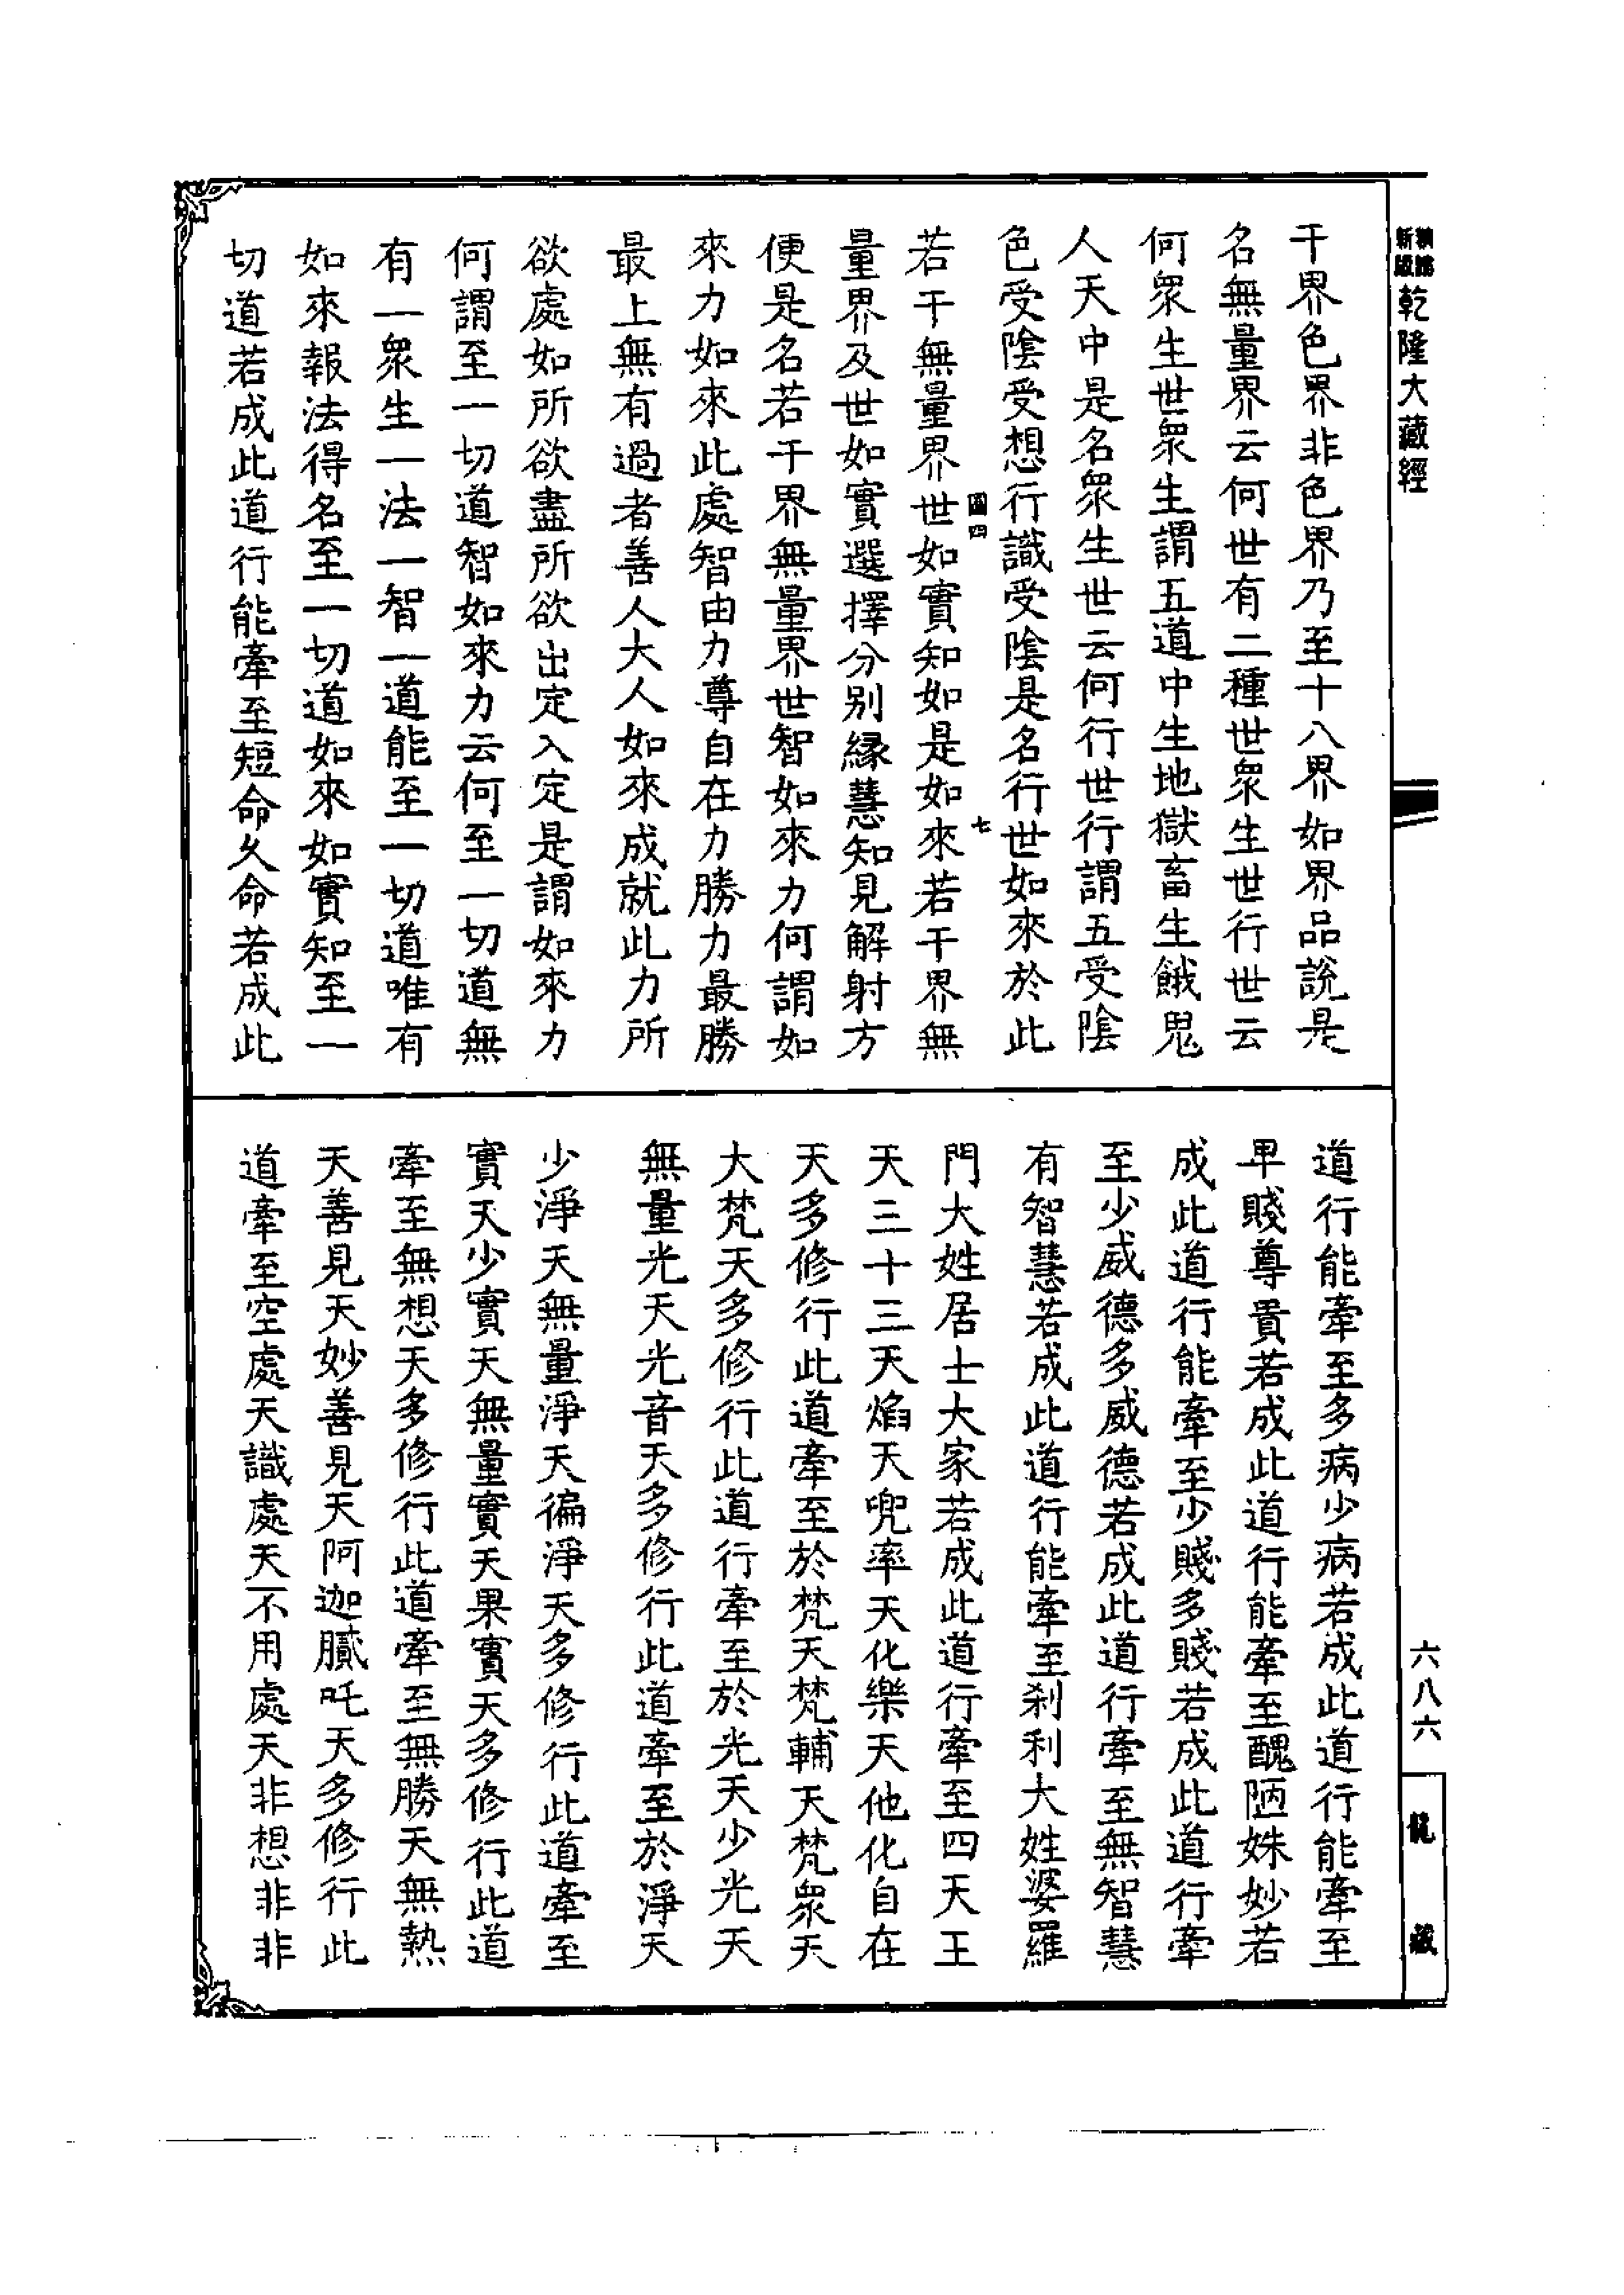 新版
乾隆大藏經
干界色界非色界乃至十八界如界品説是
名無量界云何世有二種世衆生世行世云
何衆生世衆生謂五道中生地獄畜生餓鬼
人天中是名衆生世云何行世行謂五受陰
色受陰受想行識受陰是名行世如來於此
圖四
七
若干無量界世如實知如是如來若干界無
量界及世如實選擇分别緣慧知見解射方
便是名若干界無量界世智如來力何謂如
來力如來此處智由力尊自在力勝力最勝
最上無有過者善人大人如來成就此力所
欲處如所欲盡所欲出定入定是謂如來力
何謂至一切道智如來力云何至一切道無
有一衆生一法一智一道能至一切道唯有
如來報法得名至一切道如來如實知至一
切道若成此道行能牽至短命久命若成此
道行能牽至多病少病若成此道行能牽至
卑賤尊貴若成此道行能牽至醜陋姝妙若
成此道行能牽至少賤多賤若成此道行牽
至少威德多威德若成此道行牽至無智慧
有智慧若成此道行能牽至刹利大姓婆羅
門大姓居士大家若成此道行牽至四天王
天三十三天焰天兜率天化樂天他化自在
天多修行此道牽至於梵天梵輔天梵衆天
大梵天多修行此道行牽至於光天少光天
無量光天光音天多修行此道牽至於淨天
少淨天無量淨天徧淨天多修行此道牽至
實天少實天無量實天果實天多修行此道
牽至無想天多修行此道牽至無勝天無熱
天善見天妙善見天阿迦膩吒天多修行此
道牽至空處天識處天不用處天非想非非
六八六
龍藏